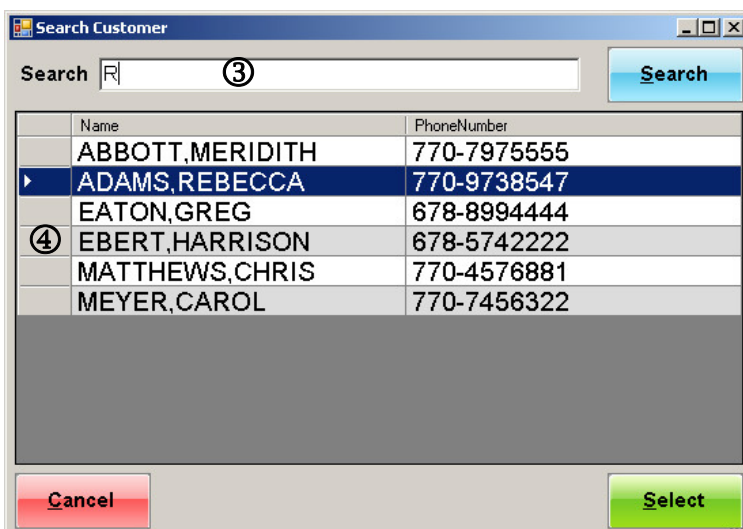 Search Customer
Search R ③ Search
Name PhoneNumber
ABBOTT,MERIDITH 770-7975555
ADAMS,REBECCA 770-9738547
EATON,GREG 678-8994444
④ EBERT,HARRISON 678-5742222
MATTHEWS,CHRIS 770-4576881
MEYER,CAROL 770-7456322
Cancel Select